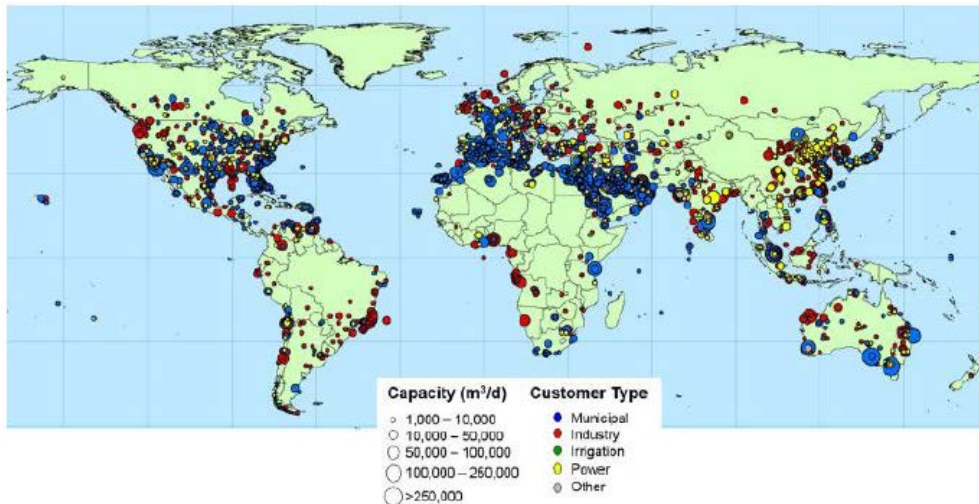 Capacity (m³/d)
1,000 – 10,000
10,000 – 50,000
50,000 – 100,000
100,000 – 250,000
>250,000
Customer Type
Municipal
Industry
Irrigation
Power
Other